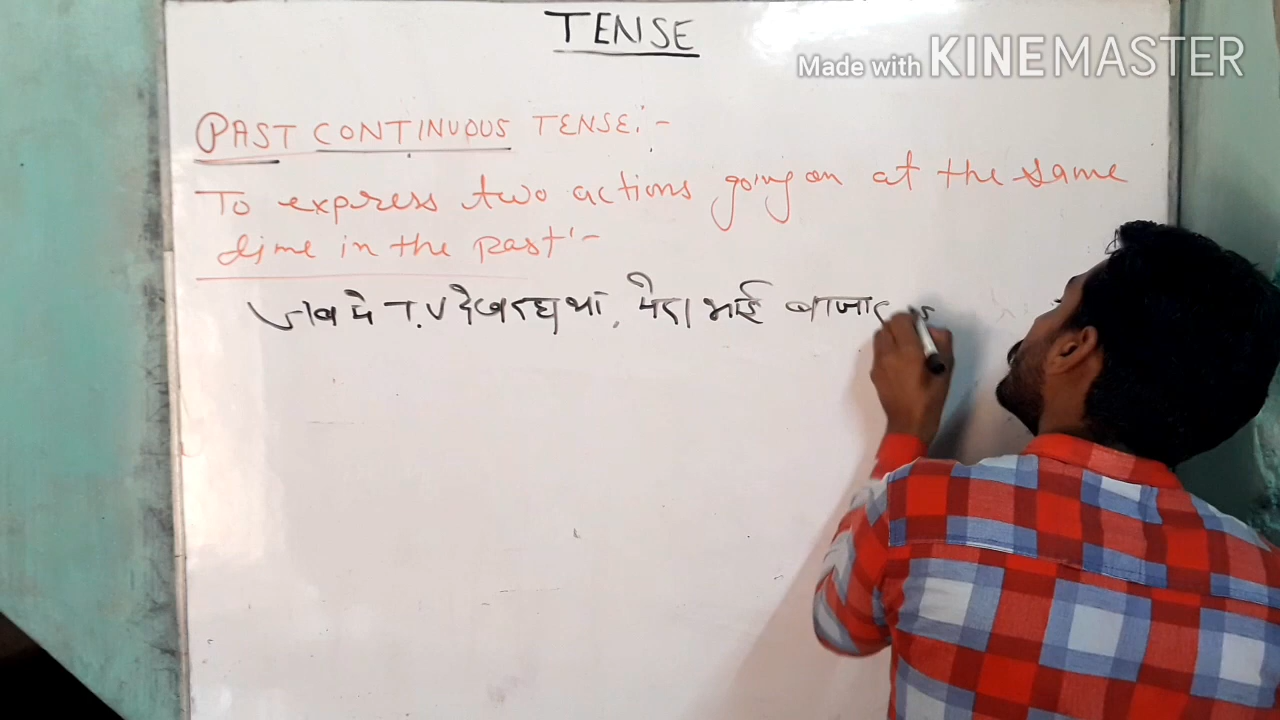 TENSE
Made with KINEMASTER
PAST CONTINUOUS TENSE:-
To express two actions going on at the same
time in the past:-
जब मे T.V देख रहा था, मेरा भाई बाजार